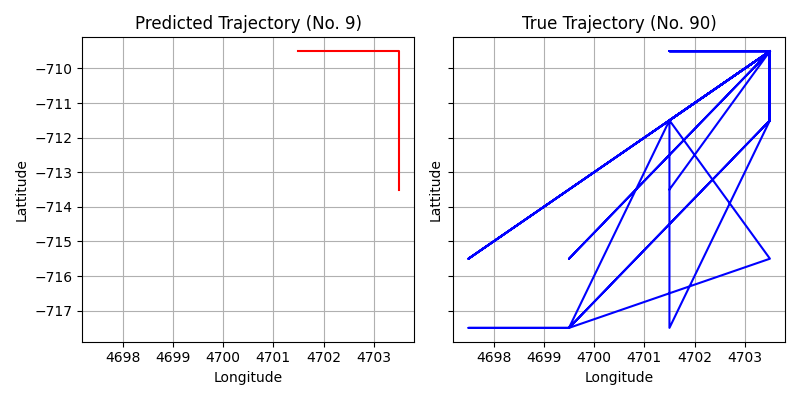 Predicted Trajectory (No. 9)
True Trajectory (No. 90)
Lattitude
−710
−711
−712
−713
−714
−715
−716
−717
4698 4699 4700 4701 4702 4703
Longitude
Lattitude
4698 4699 4700 4701 4702 4703
Longitude